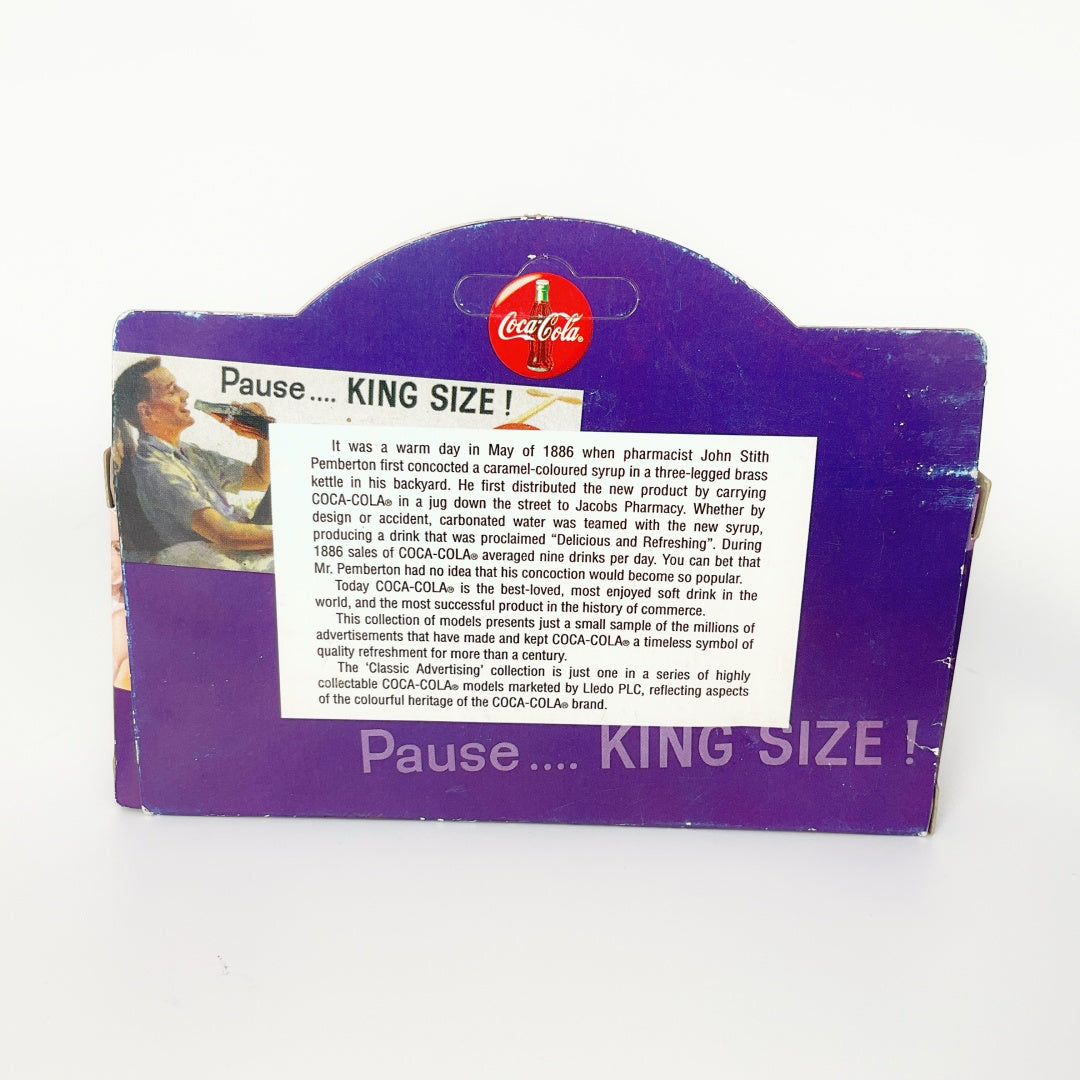 Coca-Cola®
Pause.... KING SIZE !
It was a warm day in May of 1886 when pharmacist John Stith
Pemberton first concocted a caramel-coloured syrup in a three-legged brass
kettle in his backyard. He first distributed the new product by carrying
COCA-COLA® in a jug down the street to Jacobs Pharmacy. Whether by
design or accident, carbonated water was teamed with the new syrup,
producing a drink that was proclaimed “Delicious and Refreshing”. During
1886 sales of COCA-COLA® averaged nine drinks per day. You can bet that
Mr. Pemberton had no idea that his concoction would become so popular.
Today COCA-COLA® is the best-loved, most enjoyed soft drink in the
world, and the most successful product in the history of commerce.
This collection of models presents just a small sample of the millions of
advertisements that have made and kept COCA-COLA® a timeless symbol of
quality refreshment for more than a century.
The ‘Classic Advertising’ collection is just one in a series of highly
collectable COCA-COLA® models marketed by Lledo PLC, reflecting aspects
of the colourful heritage of the COCA-COLA® brand.
Pause.... KING SIZE !